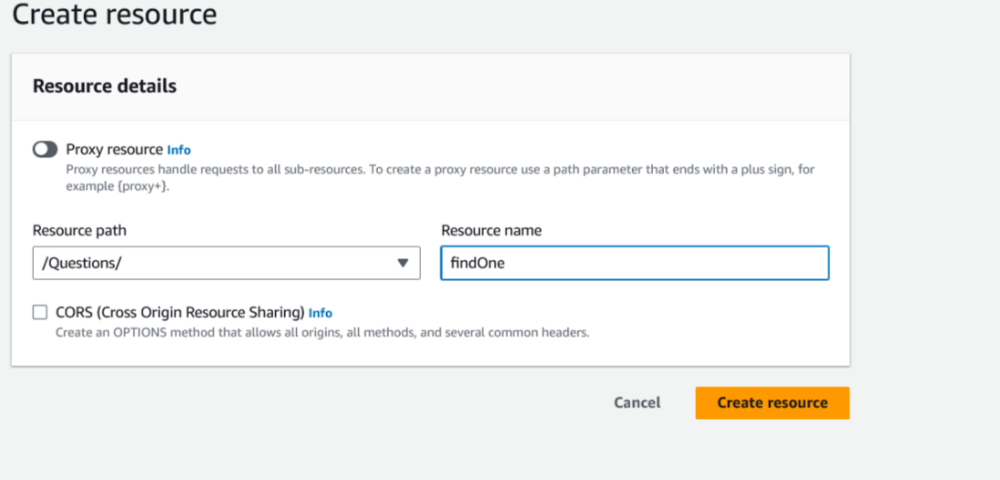 Create resource
Resource details
Proxy resource Info
Proxy resources handle requests to all sub-resources. To create a proxy resource use a path parameter that ends with a plus sign, for
example {proxy+}.
Resource path
Resource name
/Questions/
findOne
CORS (Cross Origin Resource Sharing) Info
Create an OPTIONS method that allows all origins, all methods, and several common headers.
Cancel
Create resource